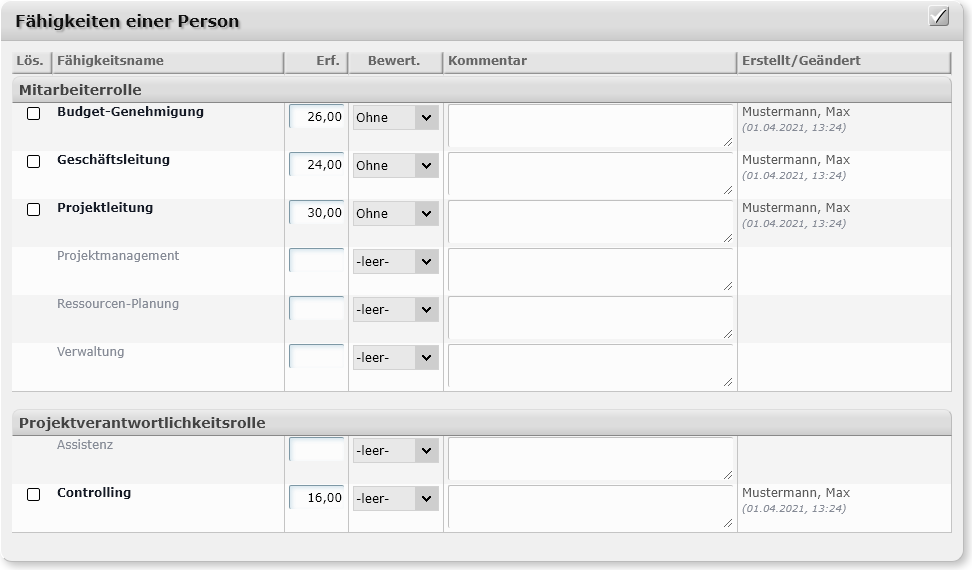 Fähigkeiten einer Person
Lös. Fähigkeitsname Erf. Bewert. Kommentar Erstellt/Geändert
Mitarbeiterrolle
Budget-Genehmigung 26,00 Ohne Mustermann, Max
(01.04.2021, 13:24)
Geschäftsleitung 24,00 Ohne Mustermann, Max
(01.04.2021, 13:24)
Projektleitung 30,00 Ohne Mustermann, Max
(01.04.2021, 13:24)
Projektmanagement -leer-
Ressourcen-Planung -leer-
Verwaltung -leer-
Projektverantwortlichkeitsrolle
Assistenz -leer-
Controlling 16,00 -leer- Mustermann, Max
(01.04.2021, 13:24)